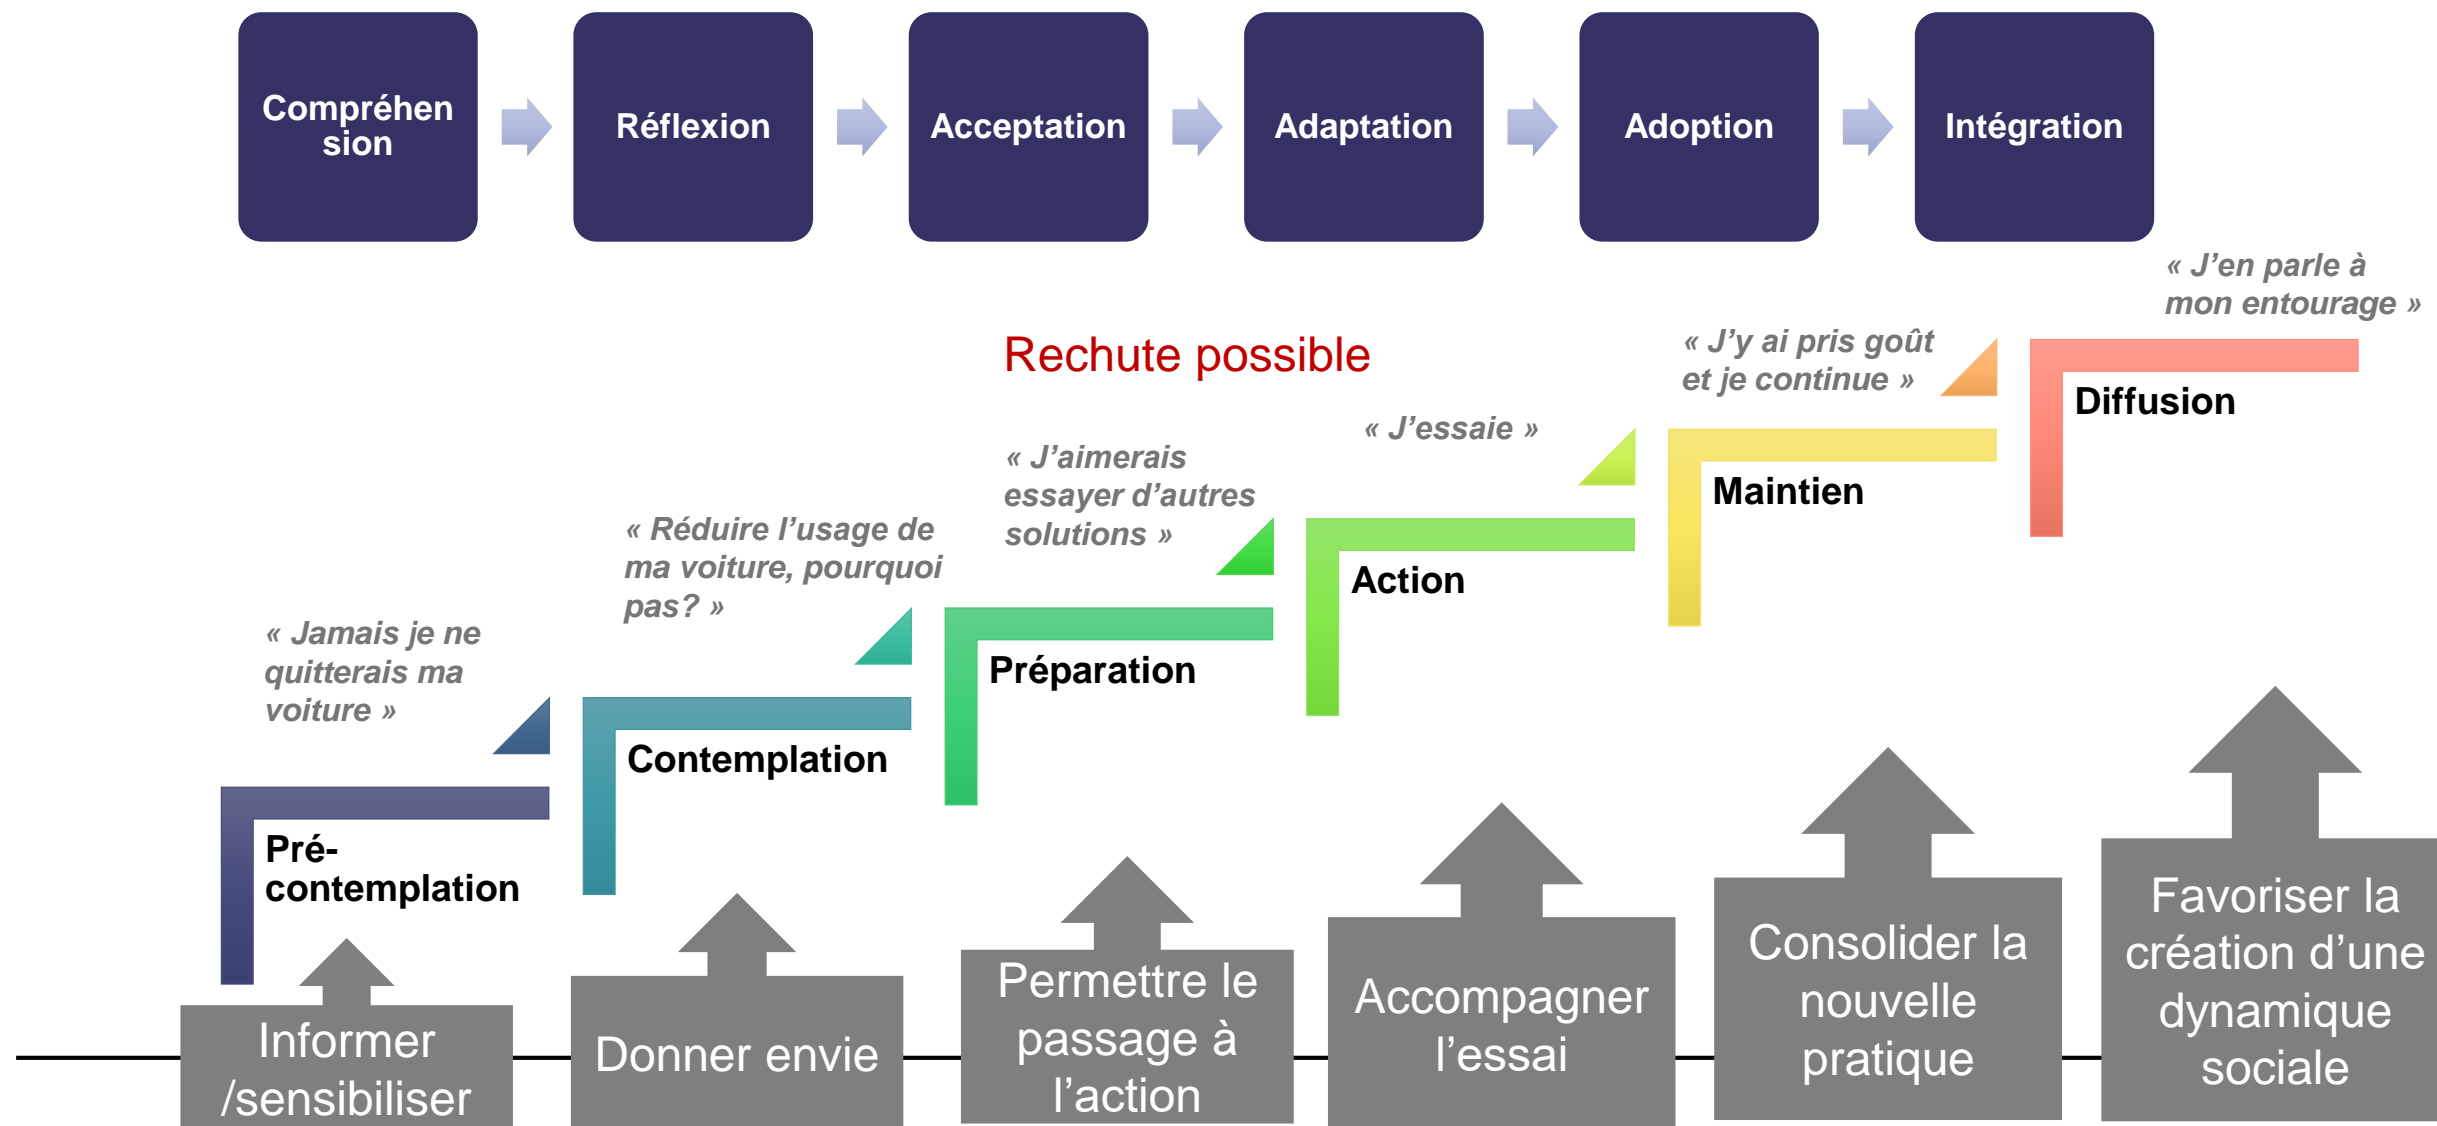 Compréhen
sion
Réflexion
Acceptation
Adaptation
Adoption
Intégration
« J’en parle à
mon entourage »
Rechute possible
« J’y ai pris goût
et je continue »
Diffusion
« J’essaie »
« J’aimerais
essayer d’autres
solutions »
Maintien
« Réduire l’usage de
ma voiture, pourquoi
pas? »
Action
« Jamais je ne
quitterais ma
voiture »
Préparation
Contemplation
Pré-
contemplation
Informer
/sensibiliser
Donner envie
Permettre le
passage à
l’action
Accompagner
l’essai
Consolider la
nouvelle
pratique
Favoriser la
création d’une
dynamique
sociale